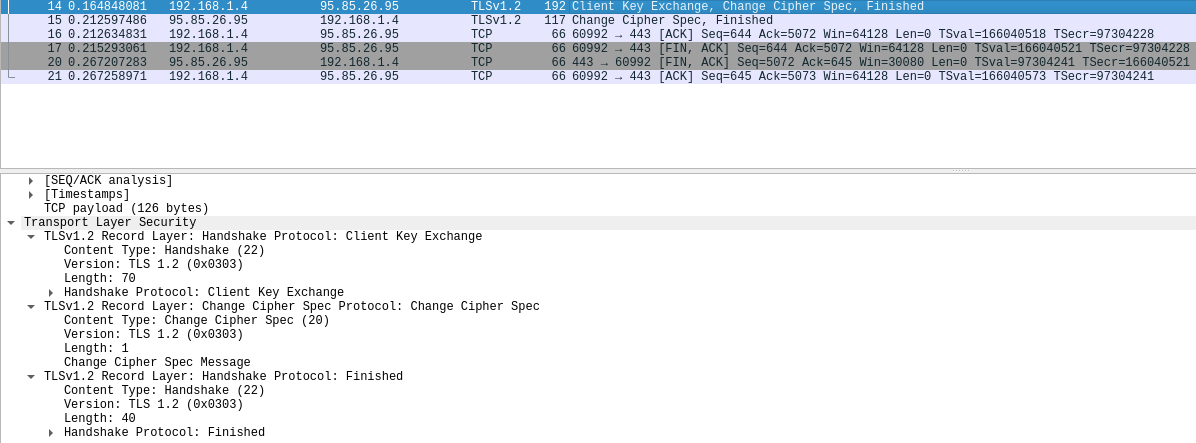 14 0.164848081 192.168.1.4 95.85.26.95 TLSv1.2 192 Client Key Exchange, Change Cipher Spec, Finished
15 0.212597486 95.85.26.95 192.168.1.4 TLSv1.2 117 Change Cipher Spec, Finished
16 0.212634831 192.168.1.4 95.85.26.95 TCP 66 60992 → 443 [ACK] Seq=644 Ack=5072 Win=64128 Len=0 TSval=166040518 TSecr=97304228
17 0.215293061 192.168.1.4 95.85.26.95 TCP 66 60992 → 443 [FIN, ACK] Seq=644 Ack=5072 Win=64128 Len=0 TSval=166040521 TSecr=97304228
20 0.267207283 95.85.26.95 192.168.1.4 TCP 66 443 → 60992 [FIN, ACK] Seq=5072 Ack=645 Win=30080 Len=0 TSval=97304241 TSecr=166040521
21 0.267258971 192.168.1.4 95.85.26.95 TCP 66 60992 → 443 [ACK] Seq=645 Ack=5073 Win=64128 Len=0 TSval=166040573 TSecr=97304241
[SEQ/ACK analysis]
[Timestamps]
TCP payload (126 bytes)
Transport Layer Security
TLSv1.2 Record Layer: Handshake Protocol: Client Key Exchange
Content Type: Handshake (22)
Version: TLS 1.2 (0x0303)
Length: 70
Handshake Protocol: Client Key Exchange
TLSv1.2 Record Layer: Change Cipher Spec Protocol: Change Cipher Spec
Content Type: Change Cipher Spec (20)
Version: TLS 1.2 (0x0303)
Length: 1
Change Cipher Spec Message
TLSv1.2 Record Layer: Handshake Protocol: Finished
Content Type: Handshake (22)
Version: TLS 1.2 (0x0303)
Length: 40
Handshake Protocol: Finished